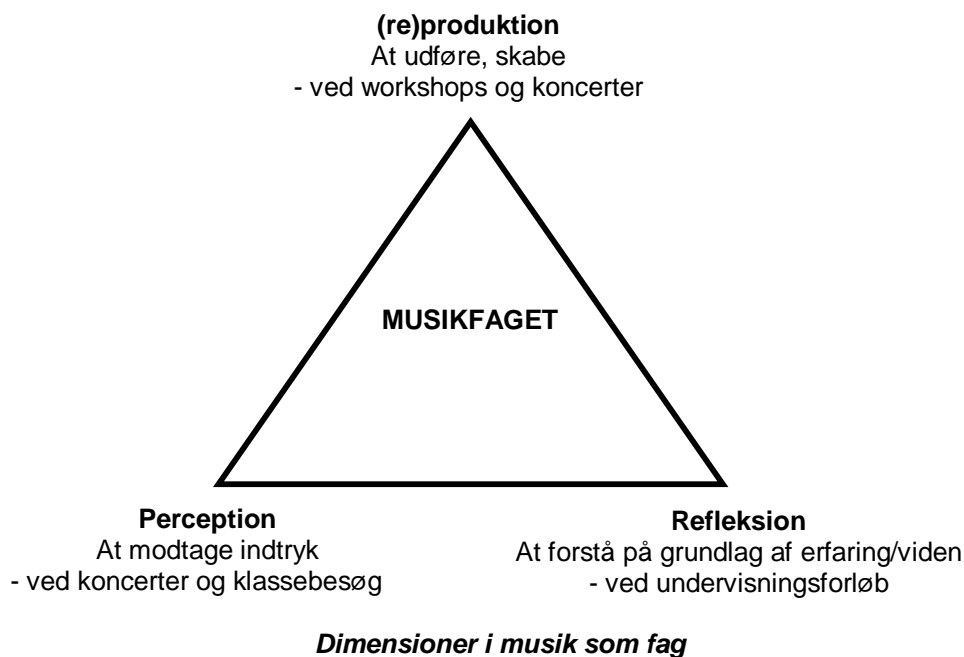 (re)produktion
At udføre, skabe
- ved workshops og koncerter
MUSIKFAGET
Perception
At modtage indtryk
- ved koncerter og klassebesøg
Refleksion
At forstå på grundlag af erfaring/viden
- ved undervisningsforløb
Dimensioner i musik som fag